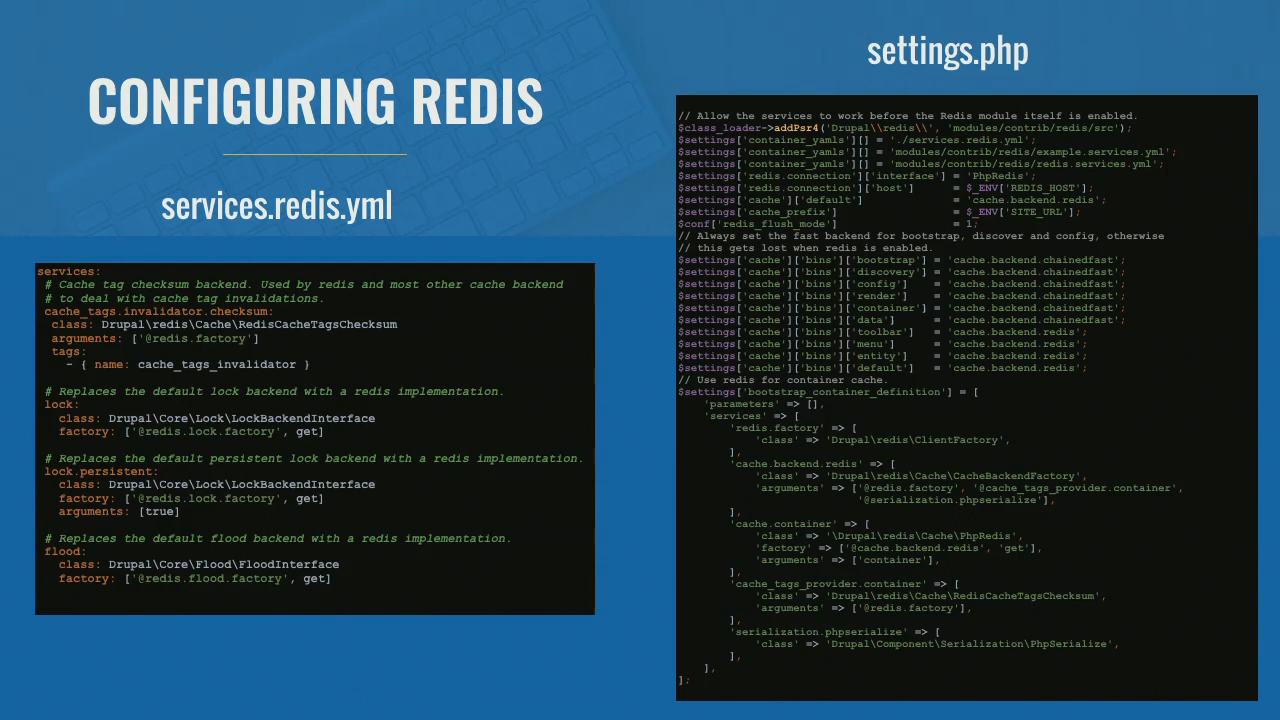 CONFIGURING REDIS
services.redis.yml
services:
 # Cache tag checksum backend. Used by redis and most other cache backend
 # to deal with cache tag invalidations.
 cache_tags.invalidator.checksum:
  class: Drupal\redis\Cache\RedisCacheTagsChecksum
  arguments: ['@redis.factory']
  tags:
    - { name: cache_tags_invalidator }
 # Replaces the default lock backend with a redis implementation.
 lock:
   class: Drupal\Core\Lock\LockBackendInterface
   factory: ['@redis.lock.factory', get]
 # Replaces the default persistent lock backend with a redis implementation.
 lock.persistent:
   class: Drupal\Core\Lock\LockBackendInterface
   factory: ['@redis.lock.factory', get]
   arguments: [true]
 # Replaces the default flood backend with a redis implementation.
 flood:
   class: Drupal\Core\Flood\FloodInterface
   factory: ['@redis.flood.factory', get]
settings.php
// Allow the services to work before the Redis module itself is enabled.
$class_loader->addPsr4('Drupal\\redis\\', 'modules/contrib/redis/src');
$settings['container_yamls'][] = './services.redis.yml';
$settings['container_yamls'][] = 'modules/contrib/redis/example.services.yml';
$settings['container_yamls'][] = 'modules/contrib/redis/redis.services.yml';
$settings['redis.connection']['interface'] = 'PhpRedis';
$settings['redis.connection']['host']      = $_ENV['REDIS_HOST'];
$settings['cache']['default']              = 'cache.backend.redis';
$settings['cache_prefix']                  = $_ENV['SITE_URL'];
$conf['redis_flush_mode']                  = 1;
// Always set the fast backend for bootstrap, discover and config, otherwise
// this gets lost when redis is enabled.
$settings['cache']['bins']['bootstrap'] = 'cache.backend.chainedfast';
$settings['cache']['bins']['discovery'] = 'cache.backend.chainedfast';
$settings['cache']['bins']['config']    = 'cache.backend.chainedfast';
$settings['cache']['bins']['render']    = 'cache.backend.chainedfast';
$settings['cache']['bins']['container'] = 'cache.backend.chainedfast';
$settings['cache']['bins']['data']      = 'cache.backend.chainedfast';
$settings['cache']['bins']['toolbar']   = 'cache.backend.redis';
$settings['cache']['bins']['menu']      = 'cache.backend.redis';
$settings['cache']['bins']['entity']    = 'cache.backend.redis';
$settings['cache']['bins']['default']   = 'cache.backend.redis';
// Use redis for container cache.
$settings['bootstrap_container_definition'] = [
    'parameters' => [],
    'services' => [
        'redis.factory' => [
            'class' => 'Drupal\redis\ClientFactory',
        ],
        'cache.backend.redis' => [
            'class' => 'Drupal\redis\Cache\CacheBackendFactory',
            'arguments' => ['@redis.factory', '@cache_tags_provider.container',
                            '@serialization.phpserialize'],
        ],
        'cache.container' => [
            'class' => '\Drupal\redis\Cache\PhpRedis',
            'factory' => ['@cache.backend.redis', 'get'],
            'arguments' => ['container'],
        ],
        'cache_tags_provider.container' => [
            'class' => 'Drupal\redis\Cache\RedisCacheTagsChecksum',
            'arguments' => ['@redis.factory'],
        ],
        'serialization.phpserialize' => [
            'class' => 'Drupal\Component\Serialization\PhpSerialize',
        ],
    ],
];